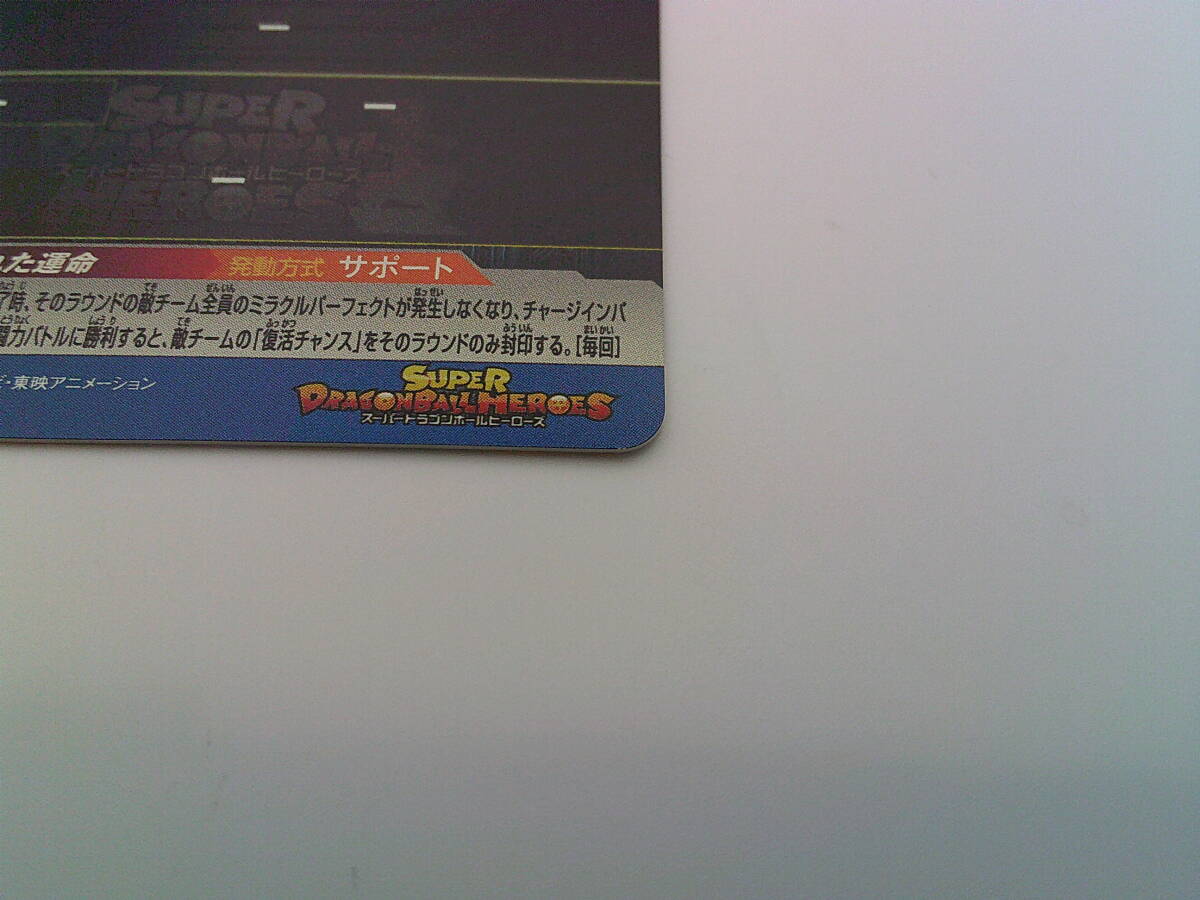 SUPER
DRAGONBALL
スーパードラゴンボールヒーローズ
HEROES
れた運命 発動方式 サポート
了時、そのラウンドの敵チーム全員のミラクルパーフェクトが発生しなくなり、チャージインパ
闘力バトルに勝利すると、敵チームの「復活チャンス」をそのラウンドのみ封印する。[毎回]
・東映アニメーション
SUPER
DRAGONBALL HEROES
スーパードラゴンボールヒーローズ